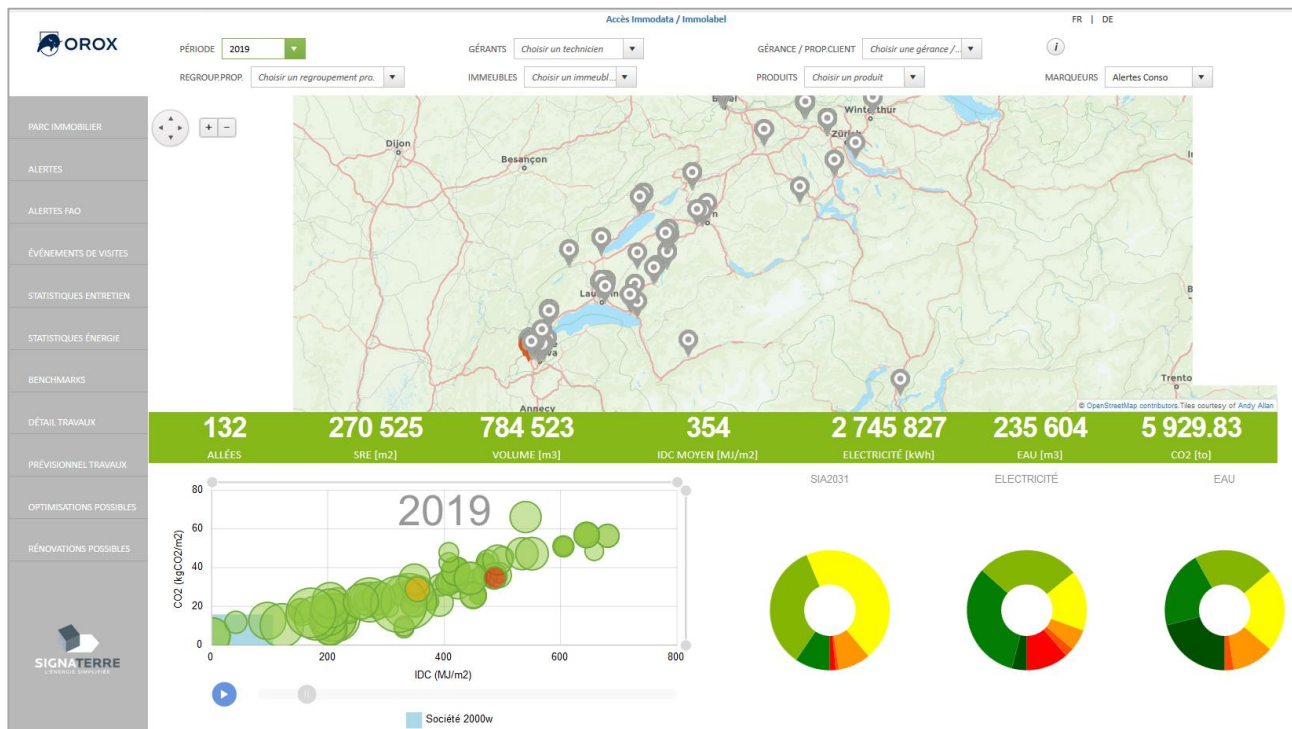 Accès Immodata / Immolabel
FR | DE
OROX
PÉRIODE 2019
GÉRANTS Choisir un technicien
GÉRANCE / PROP.CLIENT Choisir une gérance /...
i
REGROUP.PROP. Choisir un regroupement pro.
IMMEUBLES Choisir un immeubl...
PRODUITS Choisir un produit
MARQUEURS Alertes Conso
PARC IMMOBILIER
ALERTES
ALERTES FAO
ÉVÉNEMENTS DE VISITES
STATISTIQUES ENTRETIEN
STATISTIQUES ÉNERGIE
BENCHMARKS
DÉTAIL TRAVAUX
PRÉVISIONNEL TRAVAUX
OPTIMISATIONS POSSIBLES
RÉNOVATIONS POSSIBLES
SIGNATERRE
L'ÉNERGIE SIMPLIFIÉE
+ −
Dijon
Besançon
Winterthur
Zürich
Annecy
Trento
© OpenStreetMap contributors.Tiles courtesy of Andy Allan
132 270 525 784 523 354 2 745 827 235 604 5 929.83
ALLÉES SRE [m2] VOLUME [m3] IDC MOYEN [MJ/m2] ELECTRICITÉ [kWh] EAU [m3] CO2 [to]
2019
CO2 (kgCO2/m2)
80
60
40
20
0
0 200 400 600 800
IDC (MJ/m2)
Société 2000w
SIA2031 ELECTRICITÉ EAU